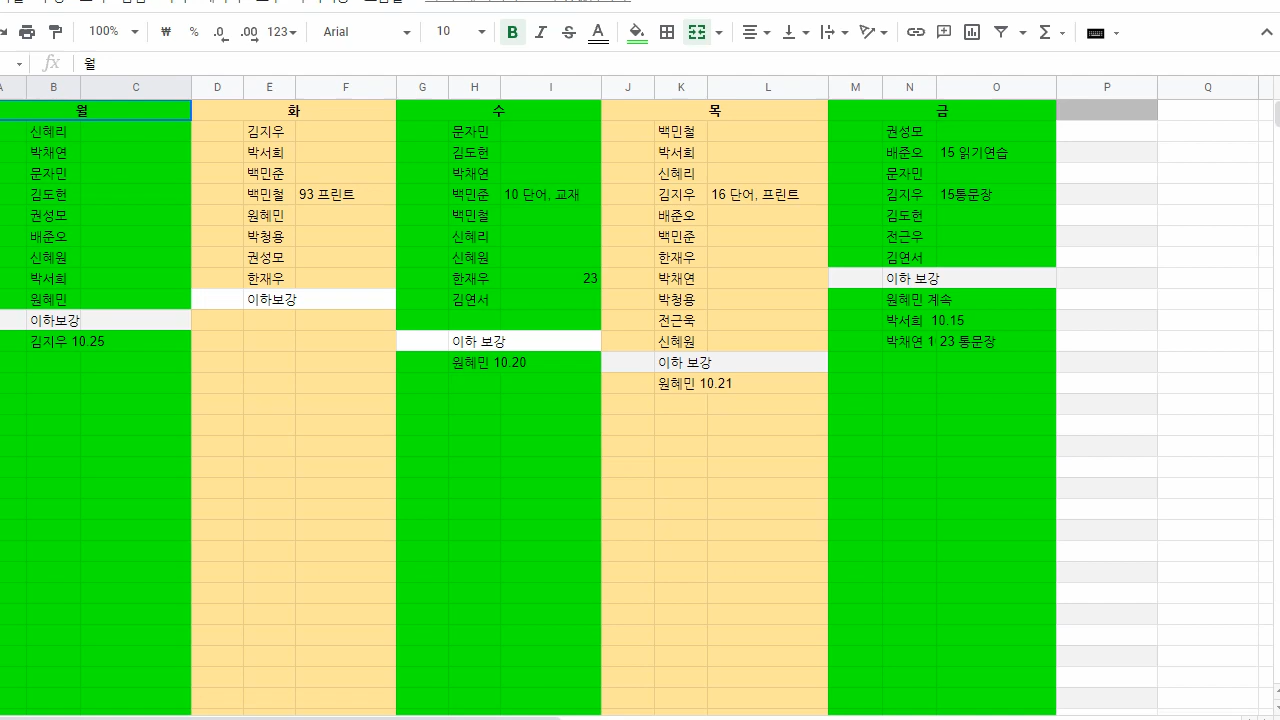 100% ₩ % .0 .00 123 Arial 10 B I S A Σ
fx 월
A B C D E F G H I J K L M N O P Q
월 화 수 목 금
신혜리 김지우 문자민 백민철 권성모
박채연 박서희 김도현 박서희 배준오 15 읽기연습
문자민 백민준 박채연 신혜리 문자민
김도현 백민철 93 프린트 백민준 10 단어, 교재 김지우 16 단어, 프린트 김지우 15통문장
권성모 원혜민 백민철 배준오 김도현
배준오 박청용 신혜리 백민준 전근우
신혜원 권성모 신혜원 한재우 김연서
박서희 한재우 한재우 23 박채연 이하 보강
원혜민 이하보강 김연서 박청용 원혜민 계속
이하보강 전근욱 박서희 10.15
김지우 10.25 이하 보강 신혜원 박채연 1 23 통문장
원혜민 10.20 이하 보강
원혜민 10.21